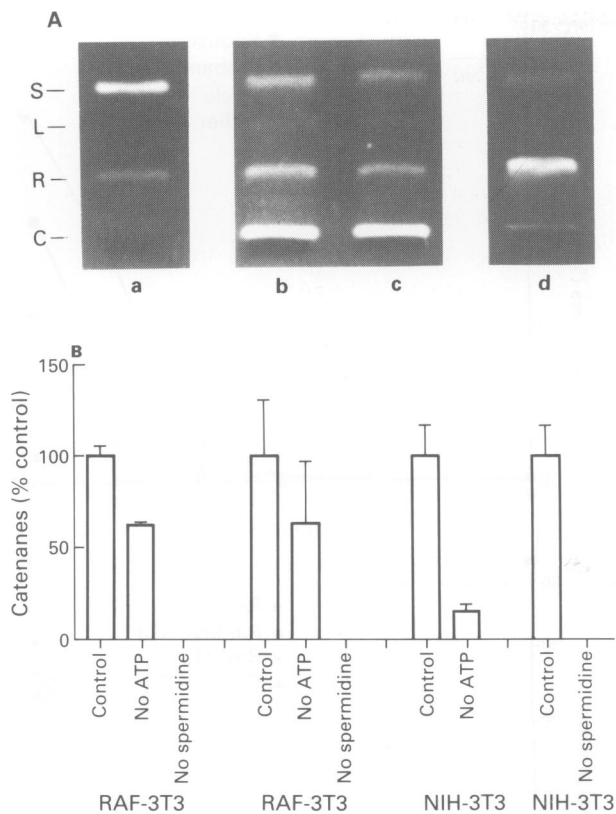 A
S
L
R
C
a b c d
B
Catenanes (% control)
150
100
50
0
Control
No ATP
No spermidine
Control
No ATP
No spermidine
Control
No ATP
Control
No spermidine
RAF-3T3 RAF-3T3 NIH-3T3 NIH-3T3